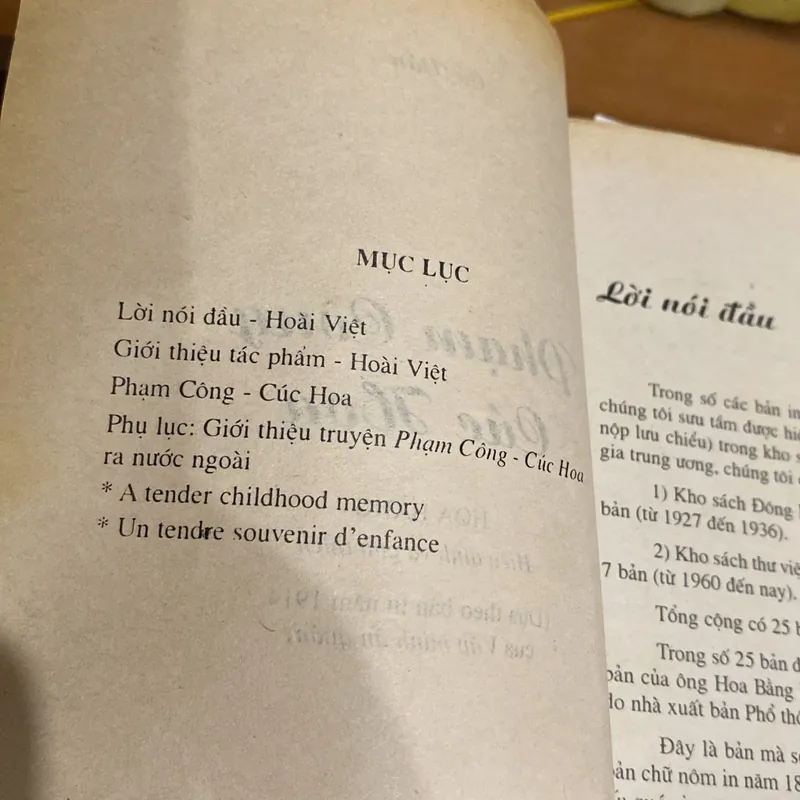 MỤC LỤC
Lời nói đầu - Hoài Việt
Giới thiệu tác phẩm - Hoài Việt
Phạm Công - Cúc Hoa
Phụ lục: Giới thiệu truyện Phạm Công - Cúc Hoa
ra nước ngoài
* A tender childhood memory
* Un tendre souvenir d'enfance
Lời nói đầu
Trong số các bản in
chúng tôi sưu tầm được
nộp lưu chiểu) trong kho
gia trung ương, chúng tôi
1) Kho sách Đông
bản (từ 1927 đến 1936).
2) Kho sách thư
7 bản (từ 1960 đến nay).
Tổng cộng có 25
Trong số 25 bản
bản của ông Hoa Bằng
do nhà xuất bản Phổ
Đây là bản mà
bản chữ nôm in năm